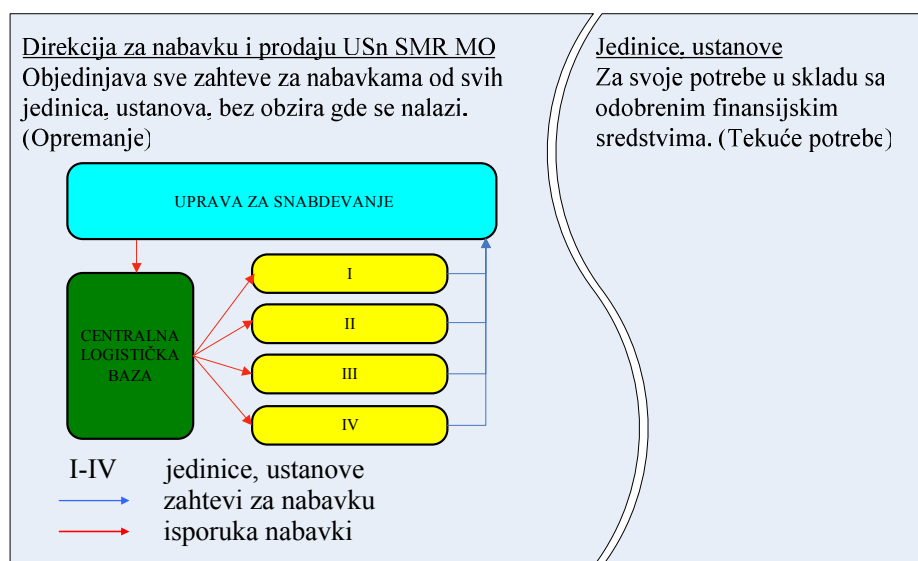 Direkcija za nabavku i prodaju USn SMR MO
Objedinjava sve zahteve za nabavkama od svih
jedinica, ustanova, bez obzira gde se nalazi.
(Opremanje)
Jedinice, ustanove
Za svoje potrebe u skladu sa
odobrenim finansijskim
sredstvima. (Tekuće potrebe)
UPRAVA ZA SNABDEVANJE
CENTRALNA
LOGISTIČKA
BAZA
I
II
III
IV
I-IV jedinice, ustanove
zahtevi za nabavku
isporuka nabavki